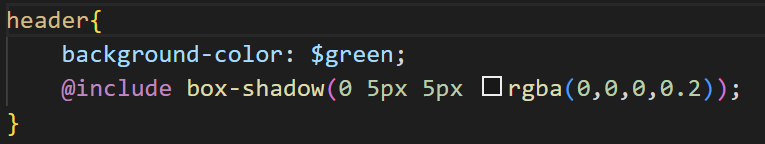 header{
    background-color: $green;
    @include box-shadow(0 5px 5px rgba(0,0,0,0.2));
}